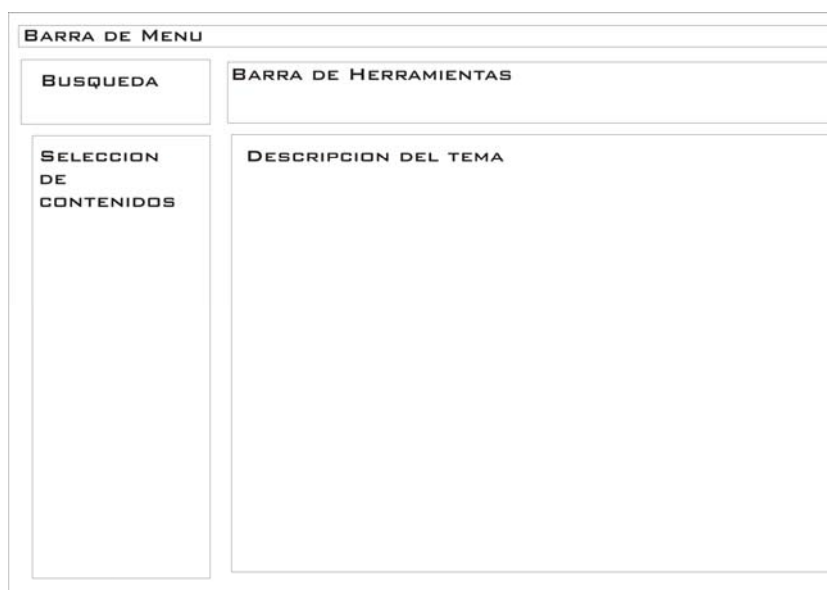 Barra de Menu
Busqueda
Barra de Herramientas
Seleccion
de
contenidos
Descripcion del tema